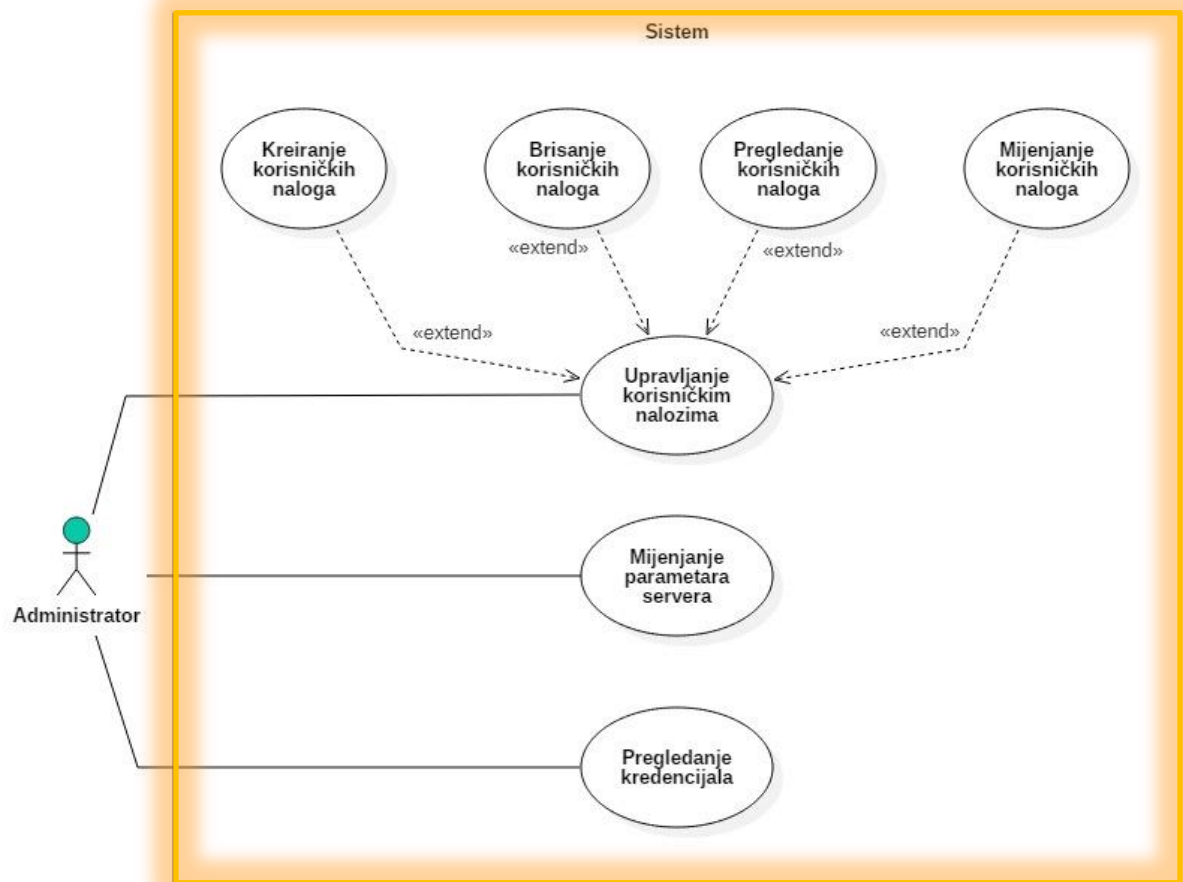 Sistem
Kreiranje
korisničkih
naloga
Brisanje
korisničkih
naloga
Pregledanje
korisničkih
naloga
Mijenjanje
korisničkih
naloga
«extend»
«extend»
«extend»
«extend»
Upravljanje
korisničkim
nalozima
Mijenjanje
parametara
servera
Administrator
Pregledanje
kredencijala